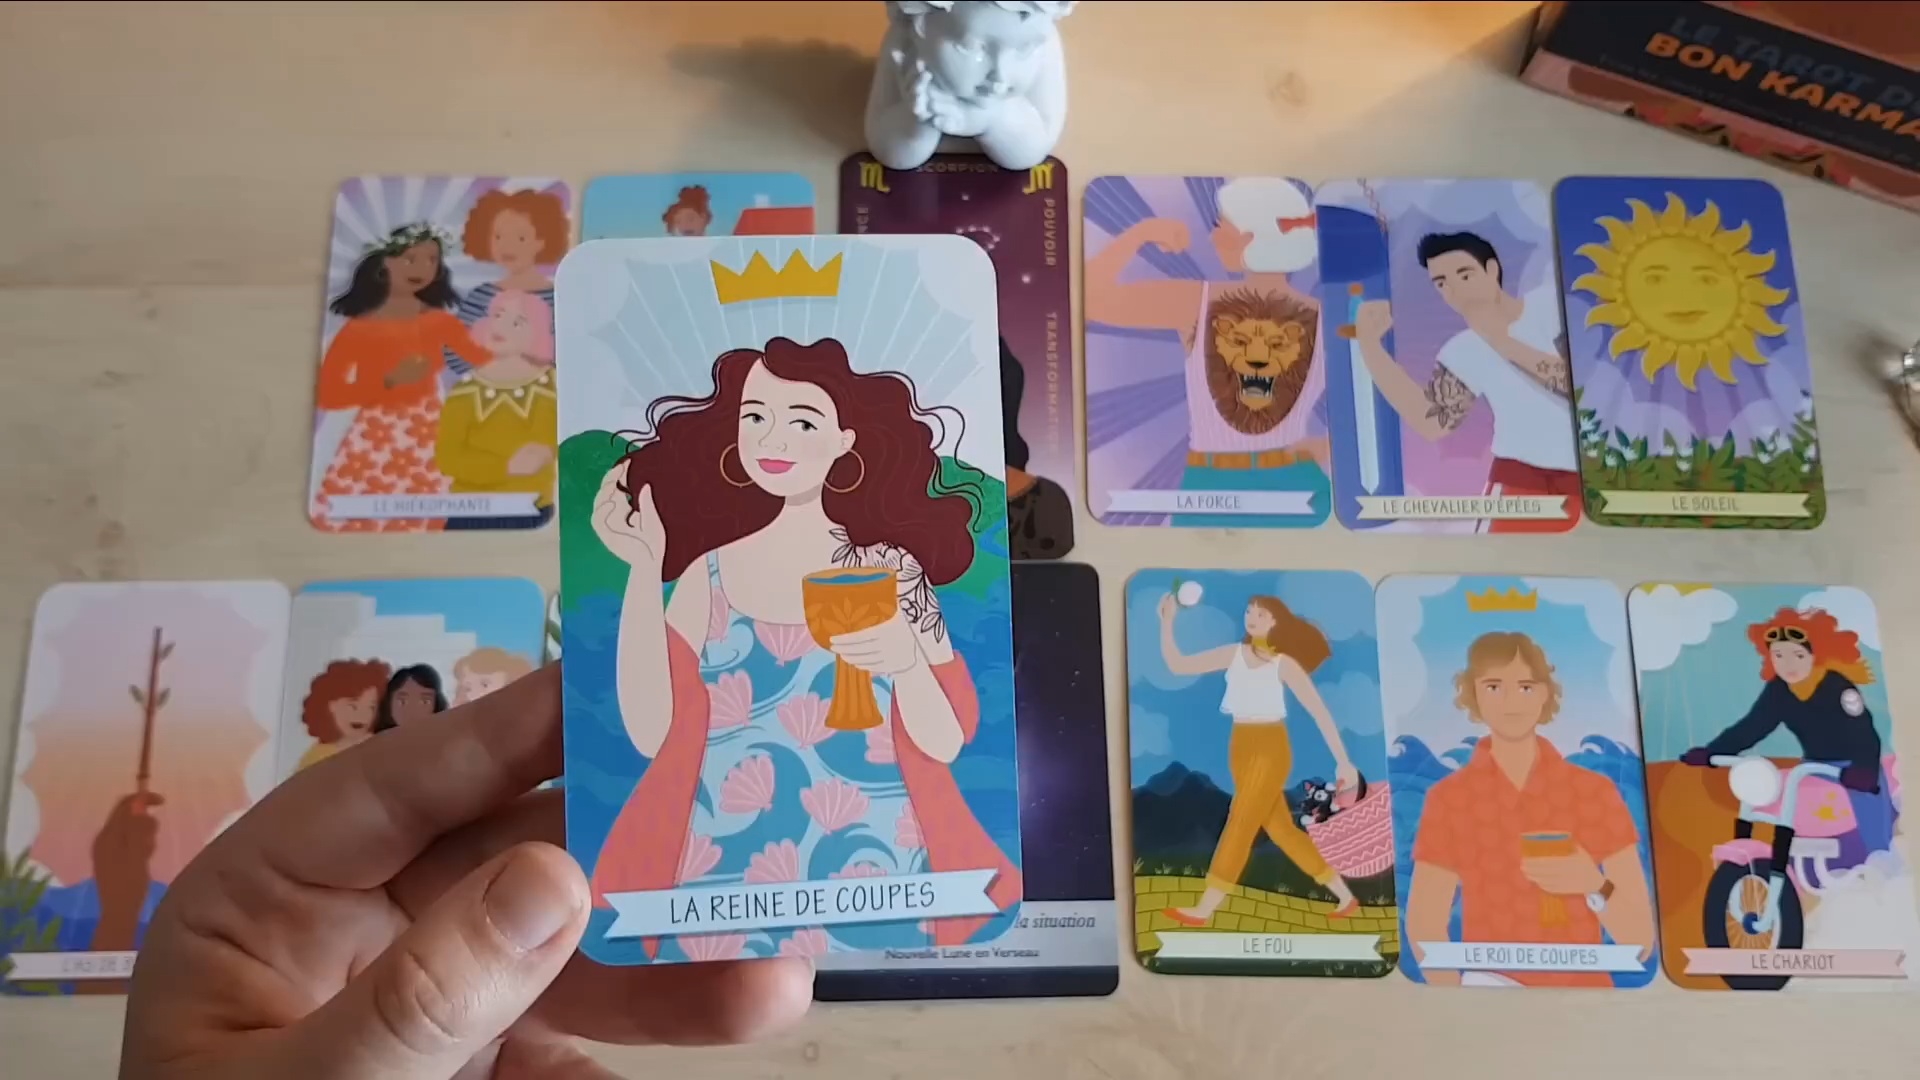 LE TAROT DU
BON KARMA
SCORPION
POUVOIR
TRANSFORMATION
LE HIÉROPHANTE
LA FORCE
LE CHEVALIER D'ÉPÉES
LE SOLEIL
LA REINE DE COUPES
la situation
Nouvelle Lune en Verseau
LE FOU
LE ROI DE COUPES
LE CHARIOT